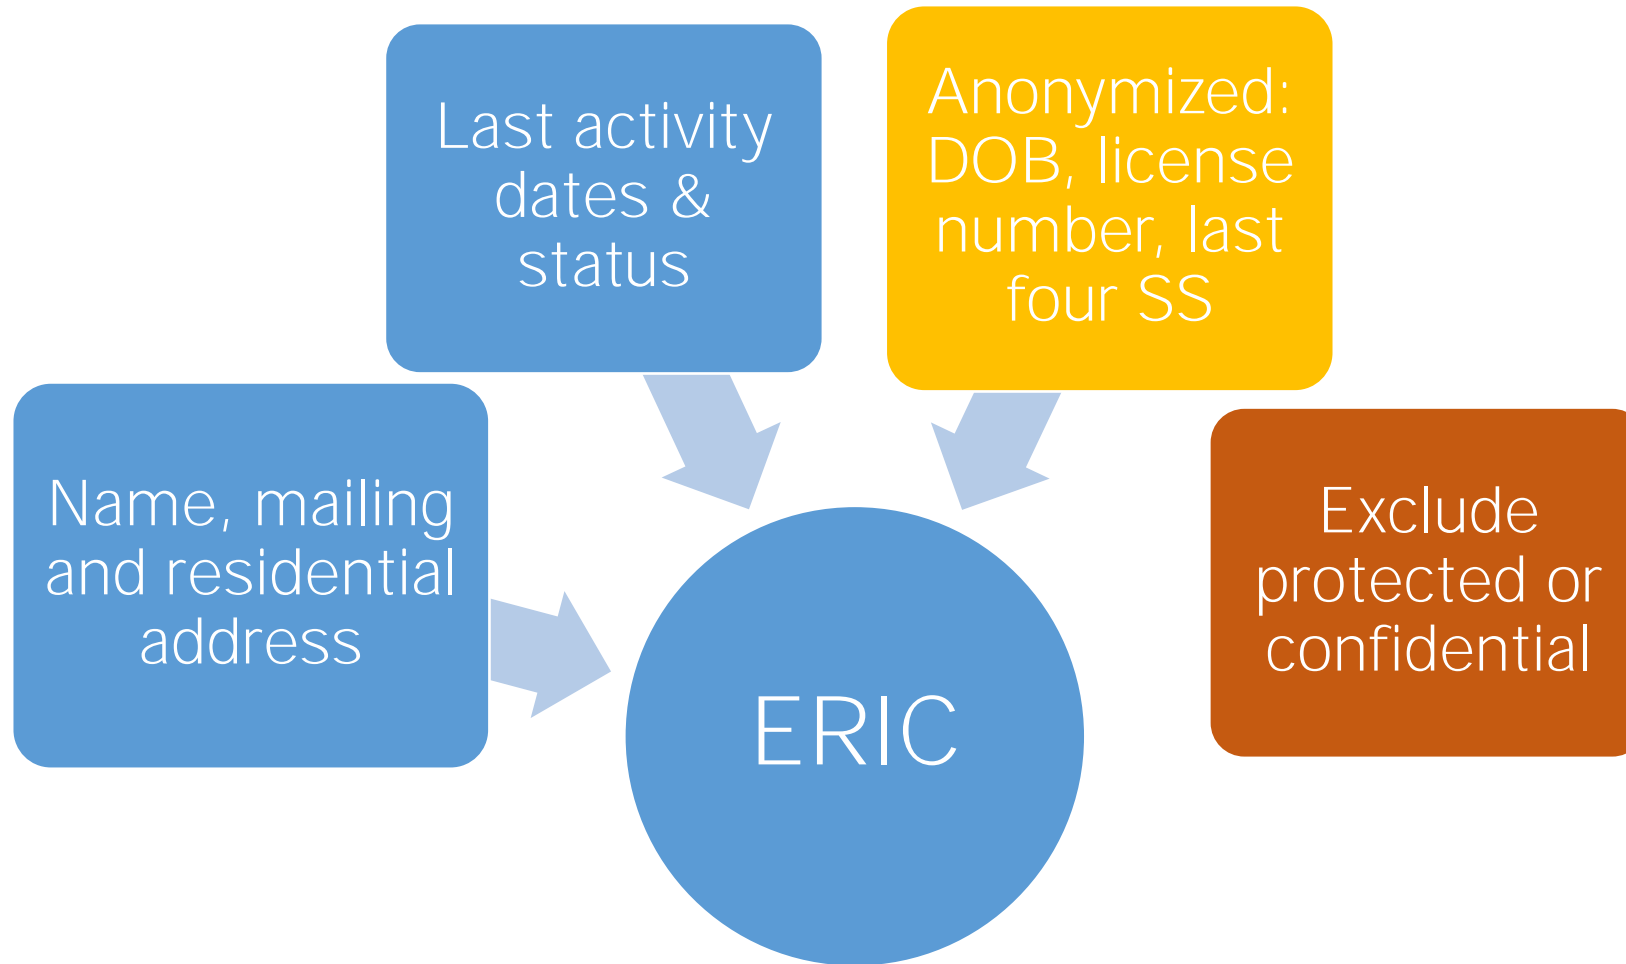 Last activity
dates &
status
Anonymized:
DOB, license
number, last
four SS
Name, mailing
and residential
address
Exclude
protected or
confidential
ERIC